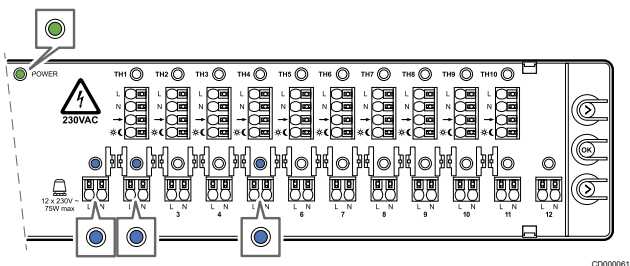 POWER TH1 TH2 TH3 TH4 TH5 TH6 TH7 TH8 TH9 TH10
L L L L L L L L L L
N N N N N N N N N N
230VAC
12 x 230V ~
75W max
L N L N L N L N L N L N L N L N L N L N L N L N
3 4 6 7 8 9 10 11 12
OK
CD000061